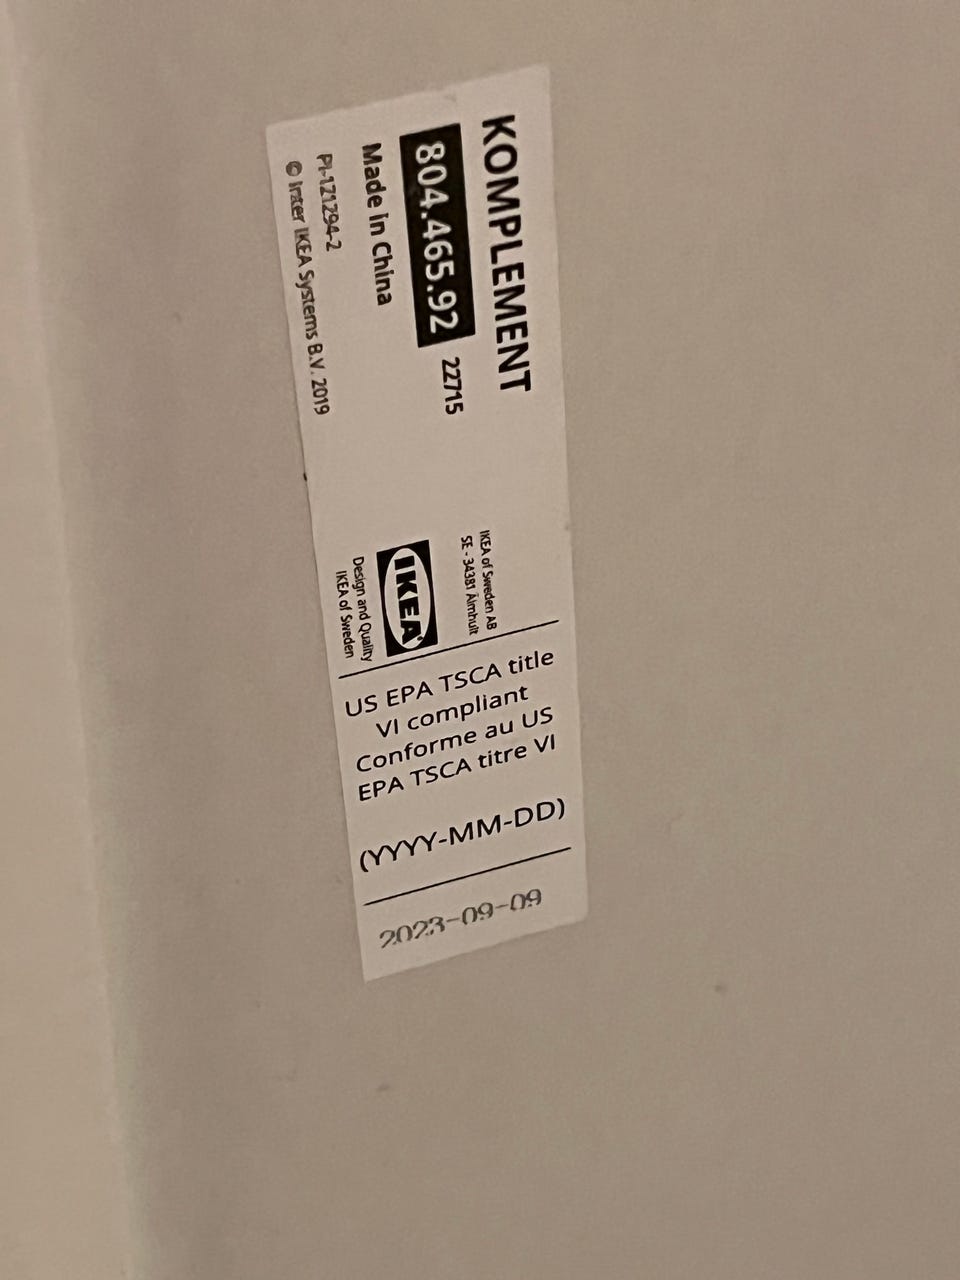 KOMPLEMENT
804.465.92 22715
Made in China
PI-121294-2
© Inter IKEA Systems B.V. 2019
IKEA of Sweden AB
SE - 34381 Älmhult
IKEA®
Design and Quality
IKEA of Sweden
US EPA TSCA title
VI compliant
Conforme au US
EPA TSCA titre VI
(YYYY-MM-DD)
2023-09-09